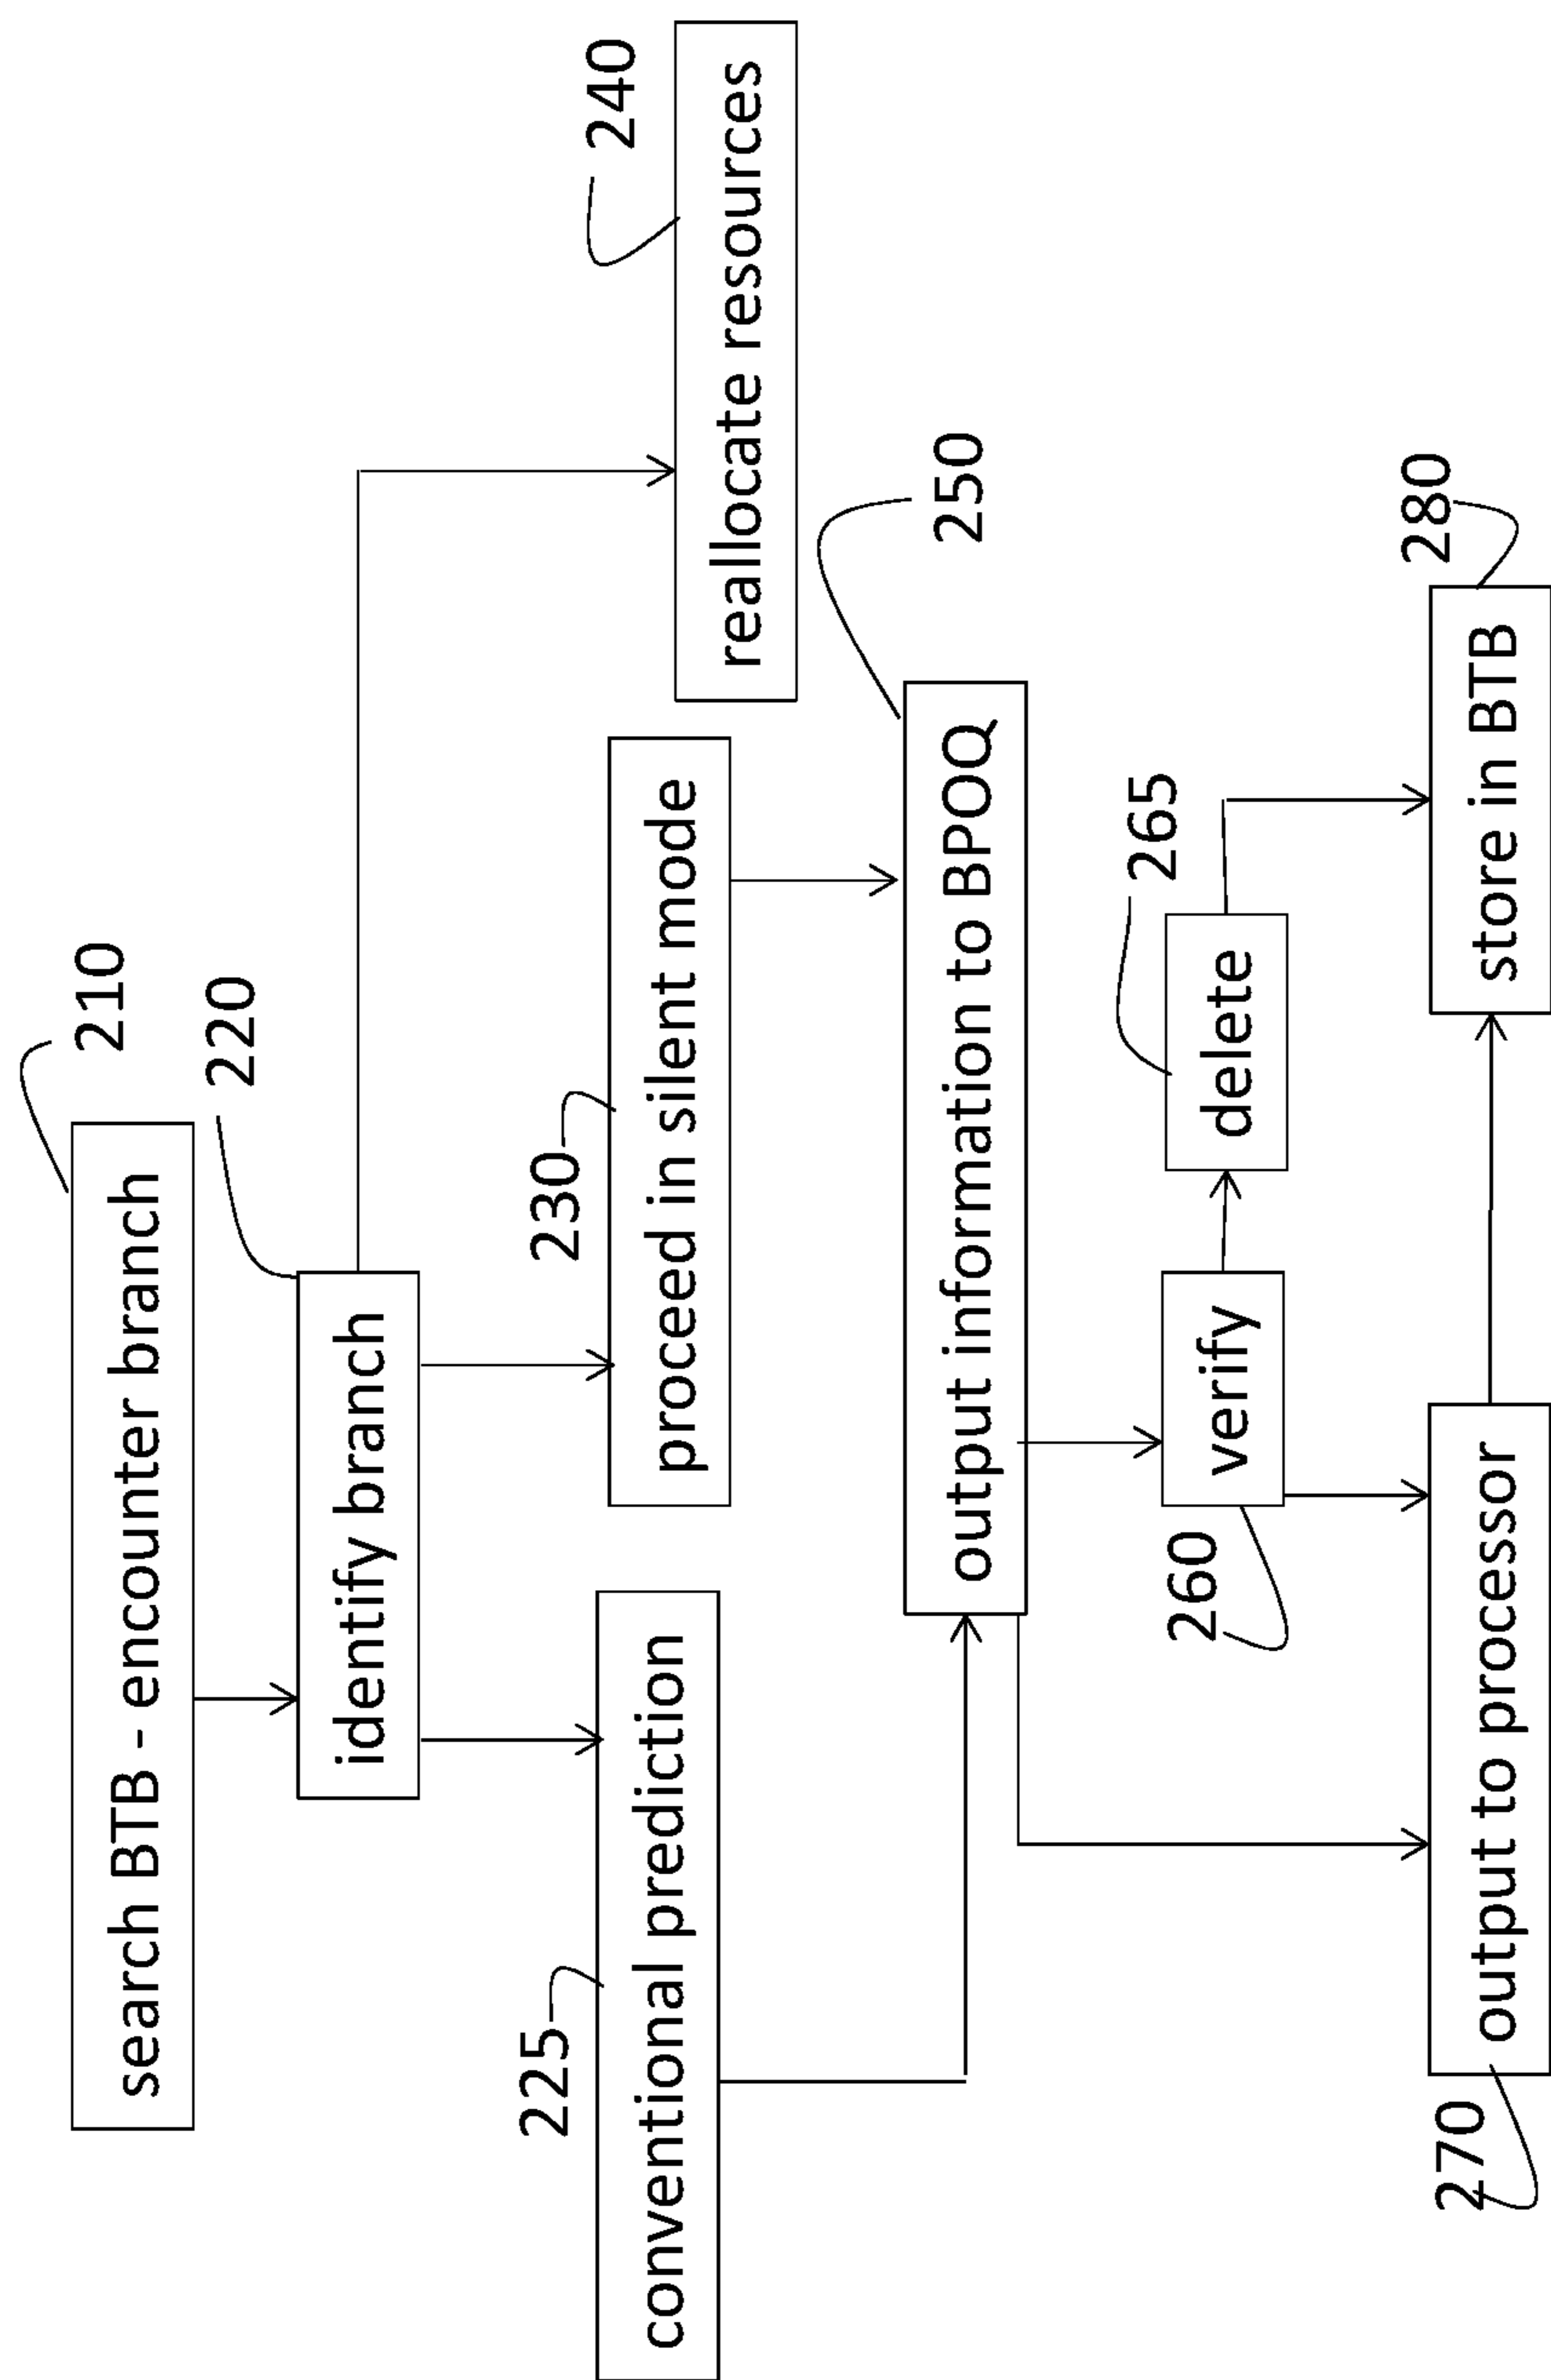 search BTB - encounter branch
210
identify branch
220
225
conventional prediction
230
proceed in silent mode
240
reallocate resources
output information to BPOQ
250
260
verify
delete
265
270
output to processor
store in BTB
280